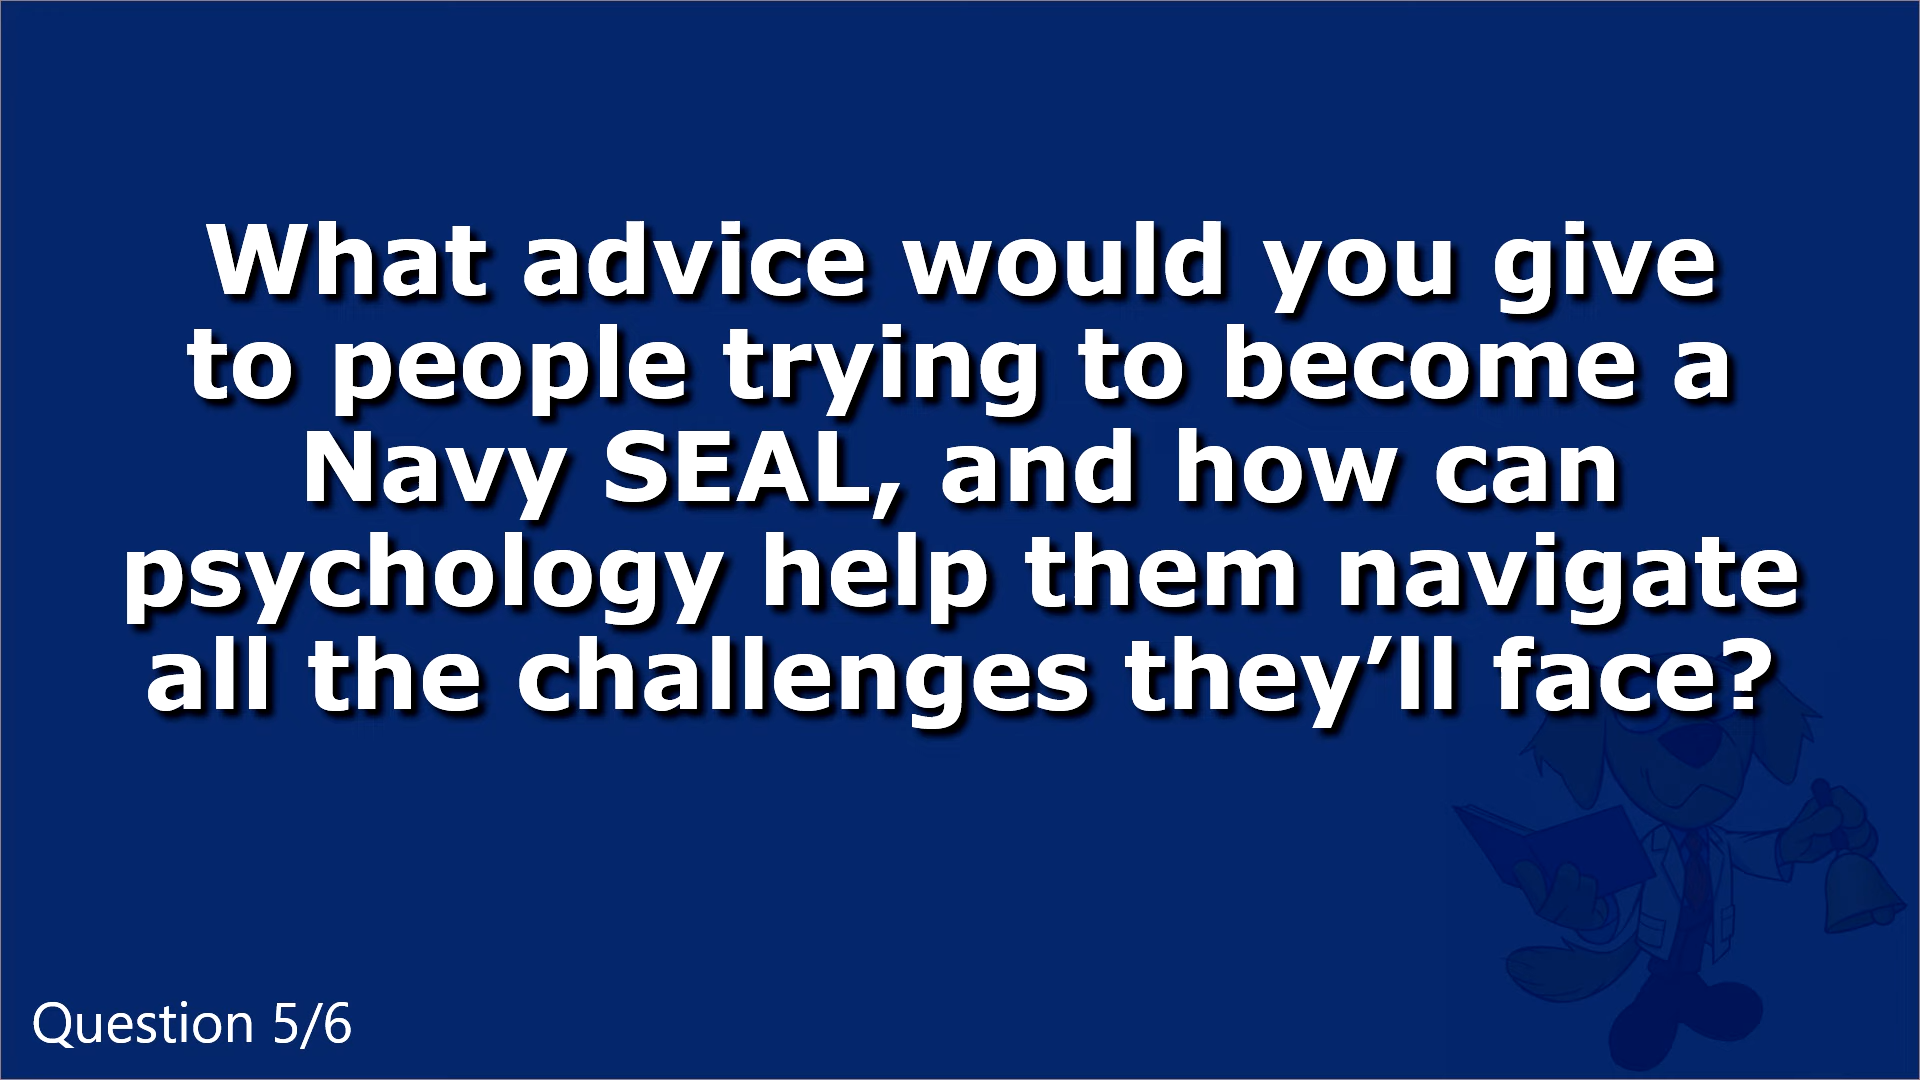 What advice would you give
to people trying to become a
Navy SEAL, and how can
psychology help them navigate
all the challenges they’ll face?
Question 5/6